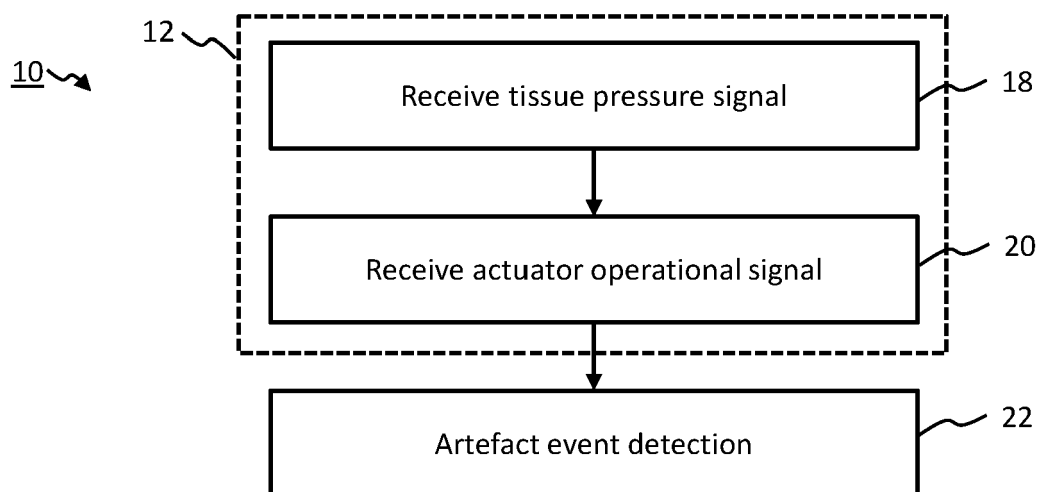 12
10
Receive tissue pressure signal
18
Receive actuator operational signal
20
Artefact event detection
22